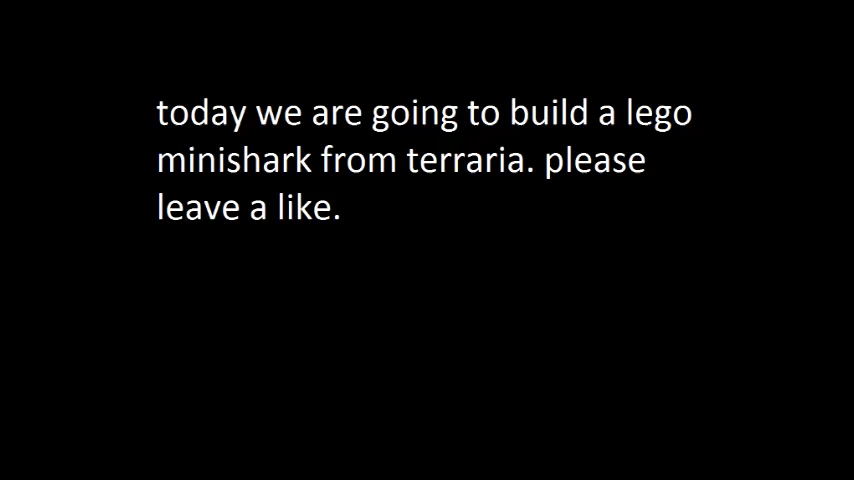 today we are going to build a lego
minishark from terraria. please
leave a like.